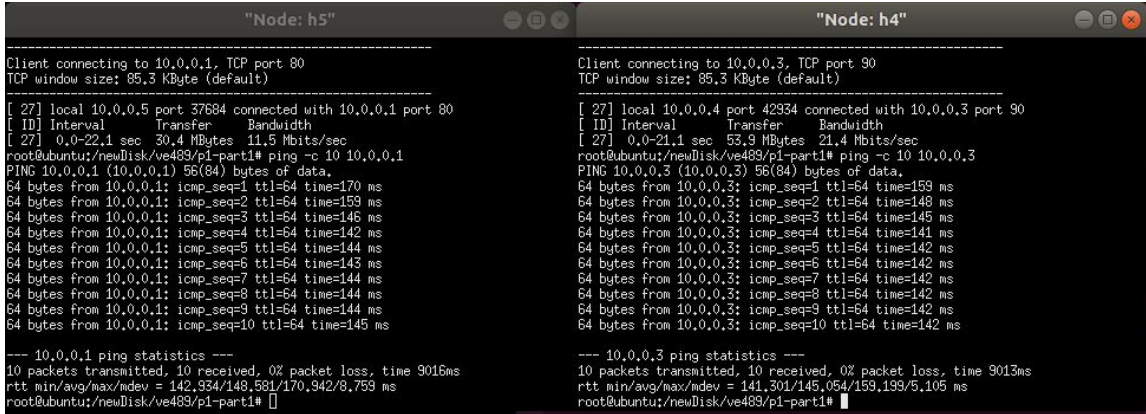 "Node: h5"
------------------------------------------------------------
Client connecting to 10.0.0.1, TCP port 80
TCP window size: 85.3 KByte (default)
------------------------------------------------------------
[ 27] local 10.0.0.5 port 37684 connected with 10.0.0.1 port 80
[ ID] Interval       Transfer     Bandwidth
[ 27]  0.0-22.1 sec  30.4 MBytes  11.5 Mbits/sec
root@ubuntu:/newDisk/ve489/p1-part1# ping -c 10 10.0.0.1
PING 10.0.0.1 (10.0.0.1) 56(84) bytes of data.
64 bytes from 10.0.0.1: icmp_seq=1 ttl=64 time=170 ms
64 bytes from 10.0.0.1: icmp_seq=2 ttl=64 time=159 ms
64 bytes from 10.0.0.1: icmp_seq=3 ttl=64 time=146 ms
64 bytes from 10.0.0.1: icmp_seq=4 ttl=64 time=142 ms
64 bytes from 10.0.0.1: icmp_seq=5 ttl=64 time=144 ms
64 bytes from 10.0.0.1: icmp_seq=6 ttl=64 time=143 ms
64 bytes from 10.0.0.1: icmp_seq=7 ttl=64 time=144 ms
64 bytes from 10.0.0.1: icmp_seq=8 ttl=64 time=144 ms
64 bytes from 10.0.0.1: icmp_seq=9 ttl=64 time=144 ms
64 bytes from 10.0.0.1: icmp_seq=10 ttl=64 time=145 ms
--- 10.0.0.1 ping statistics ---
10 packets transmitted, 10 received, 0% packet loss, time 9016ms
rtt min/avg/max/mdev = 142.934/148.581/170.942/8.759 ms
root@ubuntu:/newDisk/ve489/p1-part1#
"Node: h4"
------------------------------------------------------------
Client connecting to 10.0.0.3, TCP port 90
TCP window size: 85.3 KByte (default)
------------------------------------------------------------
[ 27] local 10.0.0.4 port 42934 connected with 10.0.0.3 port 90
[ ID] Interval       Transfer     Bandwidth
[ 27]  0.0-21.1 sec  53.9 MBytes  21.4 Mbits/sec
root@ubuntu:/newDisk/ve489/p1-part1# ping -c 10 10.0.0.3
PING 10.0.0.3 (10.0.0.3) 56(84) bytes of data.
64 bytes from 10.0.0.3: icmp_seq=1 ttl=64 time=159 ms
64 bytes from 10.0.0.3: icmp_seq=2 ttl=64 time=148 ms
64 bytes from 10.0.0.3: icmp_seq=3 ttl=64 time=145 ms
64 bytes from 10.0.0.3: icmp_seq=4 ttl=64 time=141 ms
64 bytes from 10.0.0.3: icmp_seq=5 ttl=64 time=142 ms
64 bytes from 10.0.0.3: icmp_seq=6 ttl=64 time=142 ms
64 bytes from 10.0.0.3: icmp_seq=7 ttl=64 time=142 ms
64 bytes from 10.0.0.3: icmp_seq=8 ttl=64 time=142 ms
64 bytes from 10.0.0.3: icmp_seq=9 ttl=64 time=142 ms
64 bytes from 10.0.0.3: icmp_seq=10 ttl=64 time=142 ms
--- 10.0.0.3 ping statistics ---
10 packets transmitted, 10 received, 0% packet loss, time 9013ms
rtt min/avg/max/mdev = 141.301/145.054/159.199/5.105 ms
root@ubuntu:/newDisk/ve489/p1-part1#